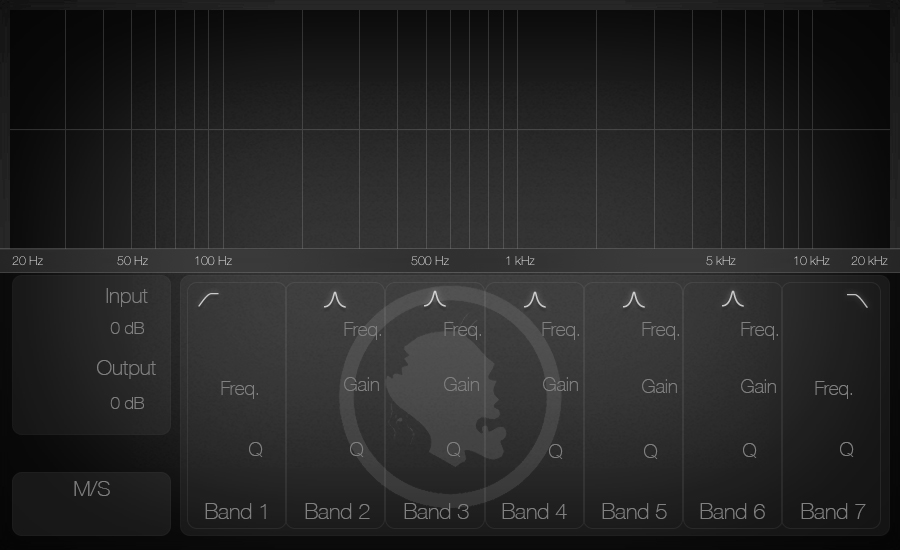 20 Hz 50 Hz 100 Hz 500 Hz 1 kHz 5 kHz 10 kHz 20 kHz
Input
0 dB
Output
0 dB
M/S
Freq. Freq. Freq. Freq. Freq.
Freq. Gain Gain Gain Gain Gain Freq.
Q Q Q Q Q Q Q
Band 1 Band 2 Band 3 Band 4 Band 5 Band 6 Band 7